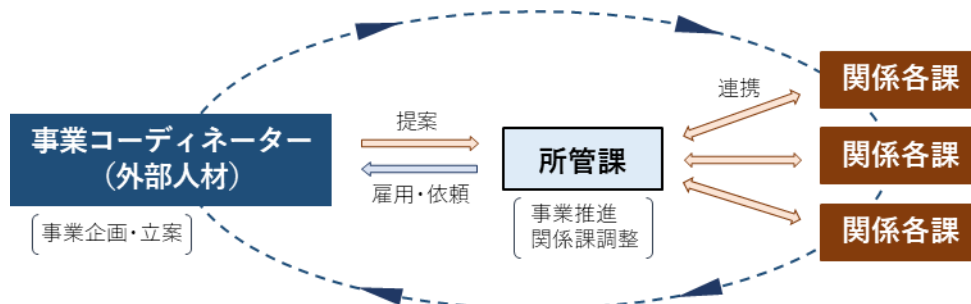 事業コーディネーター
(外部人材)
事業企画・立案
提案
雇用・依頼
所管課
事業推進
関係課調整
連携
関係各課
関係各課
関係各課